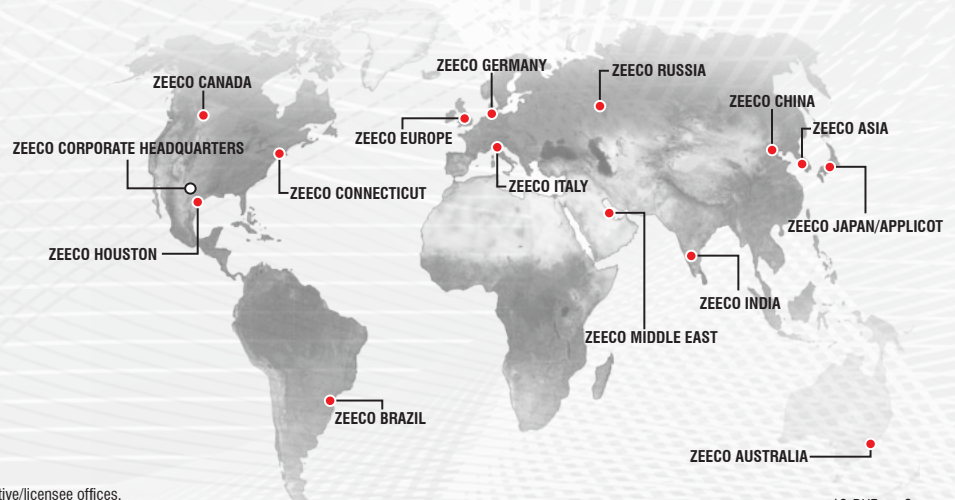 ZEECO GERMANY
ZEECO RUSSIA
ZEECO CANADA
ZEECO CHINA
ZEECO ASIA
ZEECO EUROPE
ZEECO CORPORATE HEADQUARTERS
ZEECO ITALY
ZEECO CONNECTICUT
ZEECO JAPAN/APPLICOT
ZEECO HOUSTON
ZEECO INDIA
ZEECO MIDDLE EAST
ZEECO BRAZIL
ZEECO AUSTRALIA
tive/licensee offices.